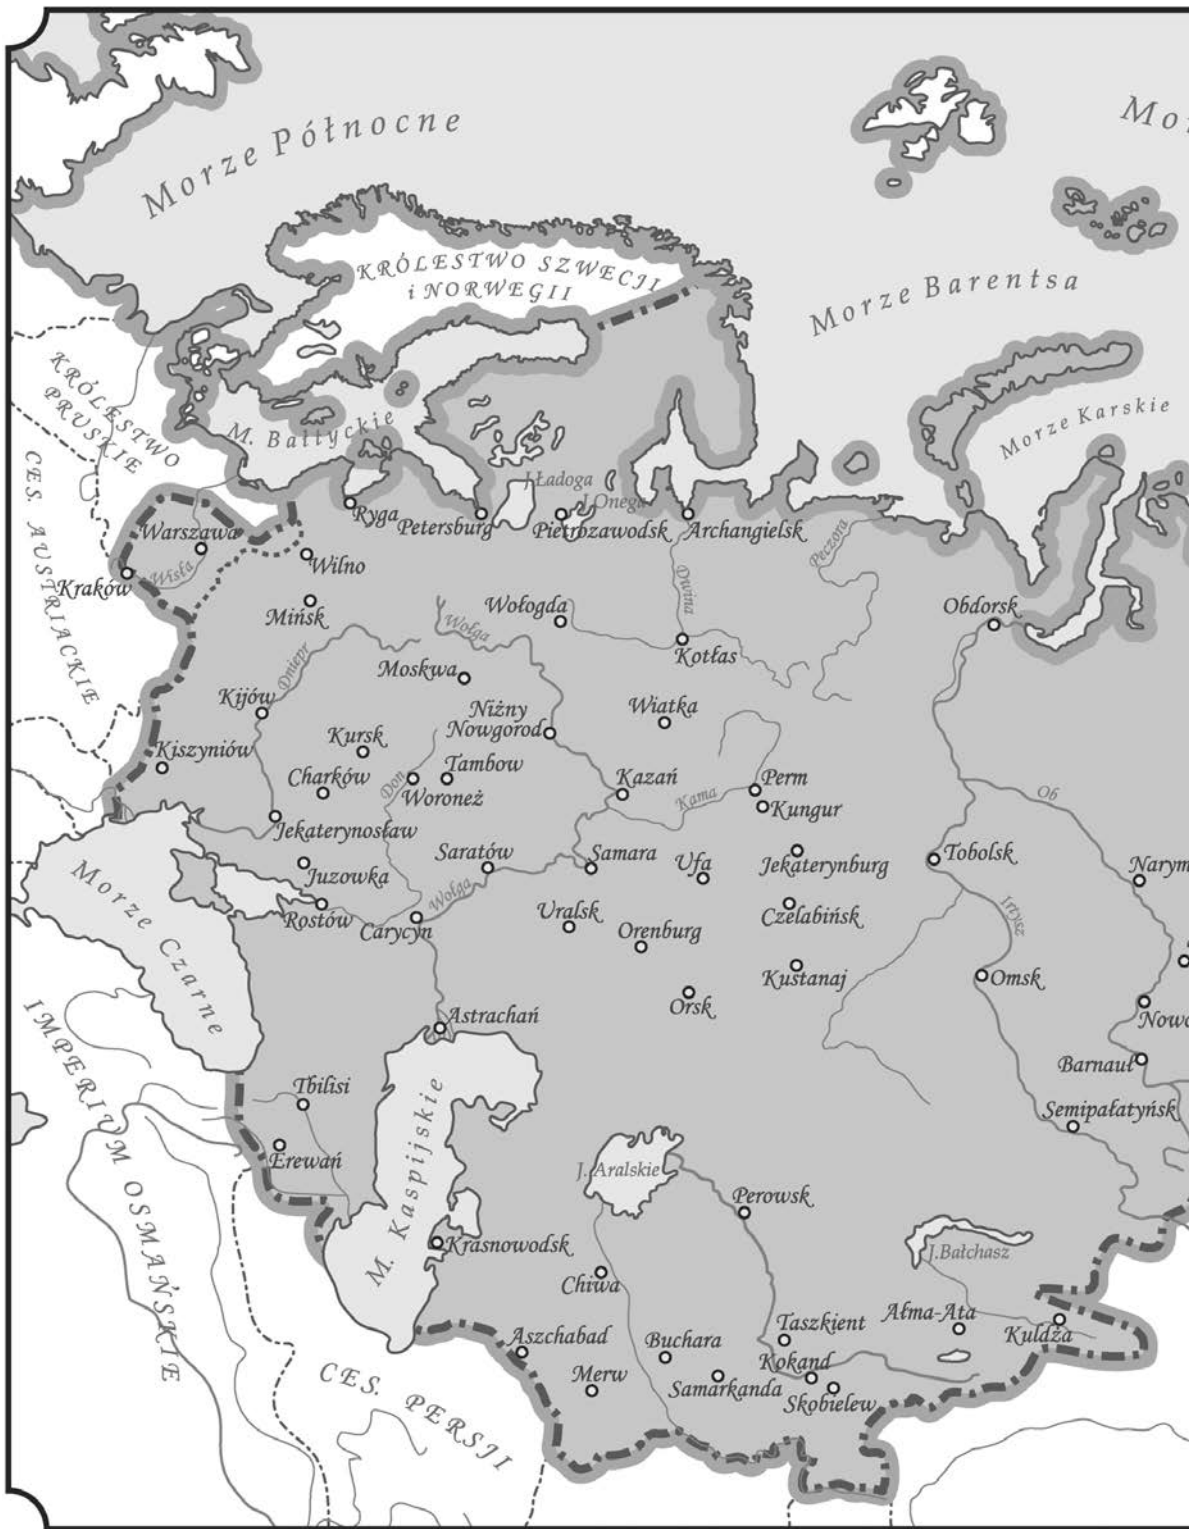 Morze Północne
Mor
KRÓLESTWO SZWECJI
i NORWEGII
Morze Barentsa
Morze Karskie
KRÓLESTWO
PRUSKIE
M. Bałtyckie
CES. AUSTRIACKIE
J.Ładoga
J.Onega
Ryga
Petersburg
Pietrozawodsk
Archangielsk
Peczora
Warszawa
Wisła
Kraków
Wilno
Mińsk
Wołogda
Dwina
Obdorsk
Wołga
Kotłas
Dniepr
Moskwa
Kijów
Niżny
Nowgorod
Wiatka
Kursk
Kiszyniów
Charków
Don
Tambow
Woroneż
Kazań
Kama
Perm
Kungur
Ob
Jekaterynosław
Saratów
Samara
Ufa
Jekaterynburg
Tobolsk
Narym
Juzowka
Morze Czarne
Rostów
Carycyn
Wołga
Uralsk
Czelabińsk
Irtysz
Orenburg
Kustanaj
Omsk
Orsk
Nowo
Astrachań
Barnauł
IMPERIUM OSMAŃSKIE
Tbilisi
Semipałatyńsk
Erewań
M. Kaspijskie
J. Aralskie
Perowsk
Krasnowodsk
J.Bałchasz
Chiwa
Ałma-Ata
Kuldża
Taszkient
Aszchabad
Buchara
Kokand
Merw
Samarkanda
Skobielew
CES. PERSJI